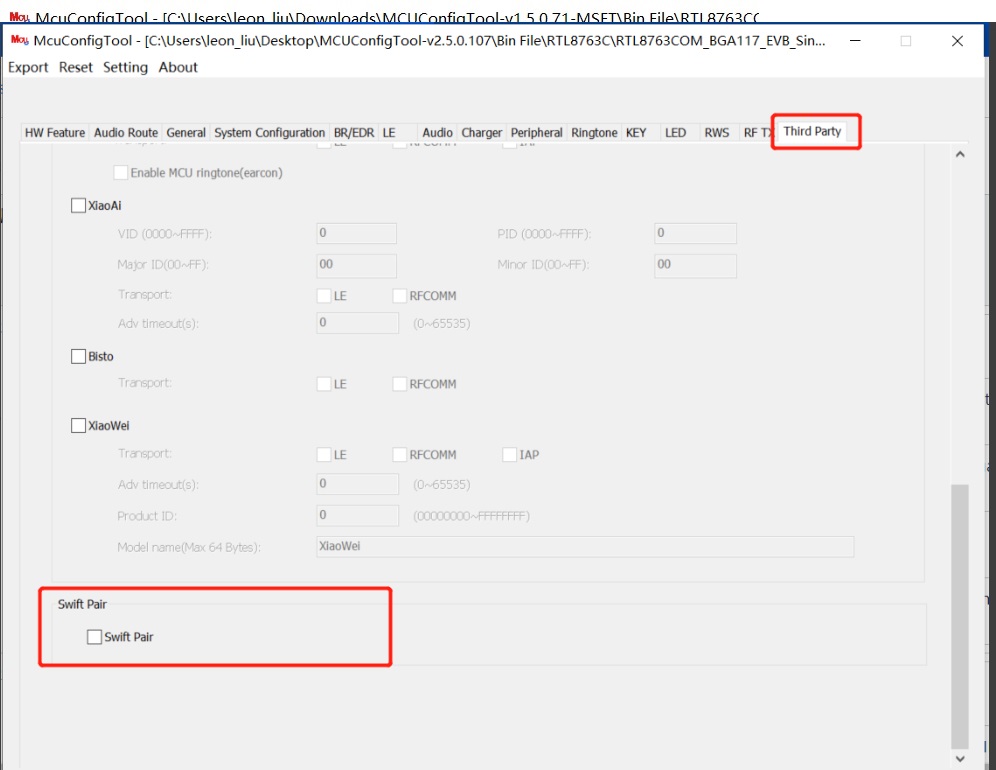 McuConfigTool - [C:\Users\leon_liu\Downloads\MCUConfigTool-v1.5.0.71-MSFT\Bin File\RTL8763CC
McuConfigTool - [C:\Users\leon_liu\Desktop\MCUConfigTool-v2.5.0.107\Bin File\RTL8763C\RTL8763COM_BGA117_EVB_Sin...
Export Reset Setting About
HW Feature Audio Route General System Configuration BR/EDR LE Audio Charger Peripheral Ringtone KEY LED RWS RF TX Third Party
Transport: LE RFCOMM IAP
Enable MCU ringtone(earcon)
XiaoAi
VID (0000~FFFF): 0 PID (0000~FFFF): 0
Major ID(00~FF): 00 Minor ID(00~FF): 00
Transport: LE RFCOMM
Adv timeout(s): 0 (0~65535)
Bisto
Transport: LE RFCOMM
XiaoWei
Transport: LE RFCOMM IAP
Adv timeout(s): 0 (0~65535)
Product ID: 0 (00000000~FFFFFFFF)
Model name(Max 64 Bytes): XiaoWei
Swift Pair
Swift Pair